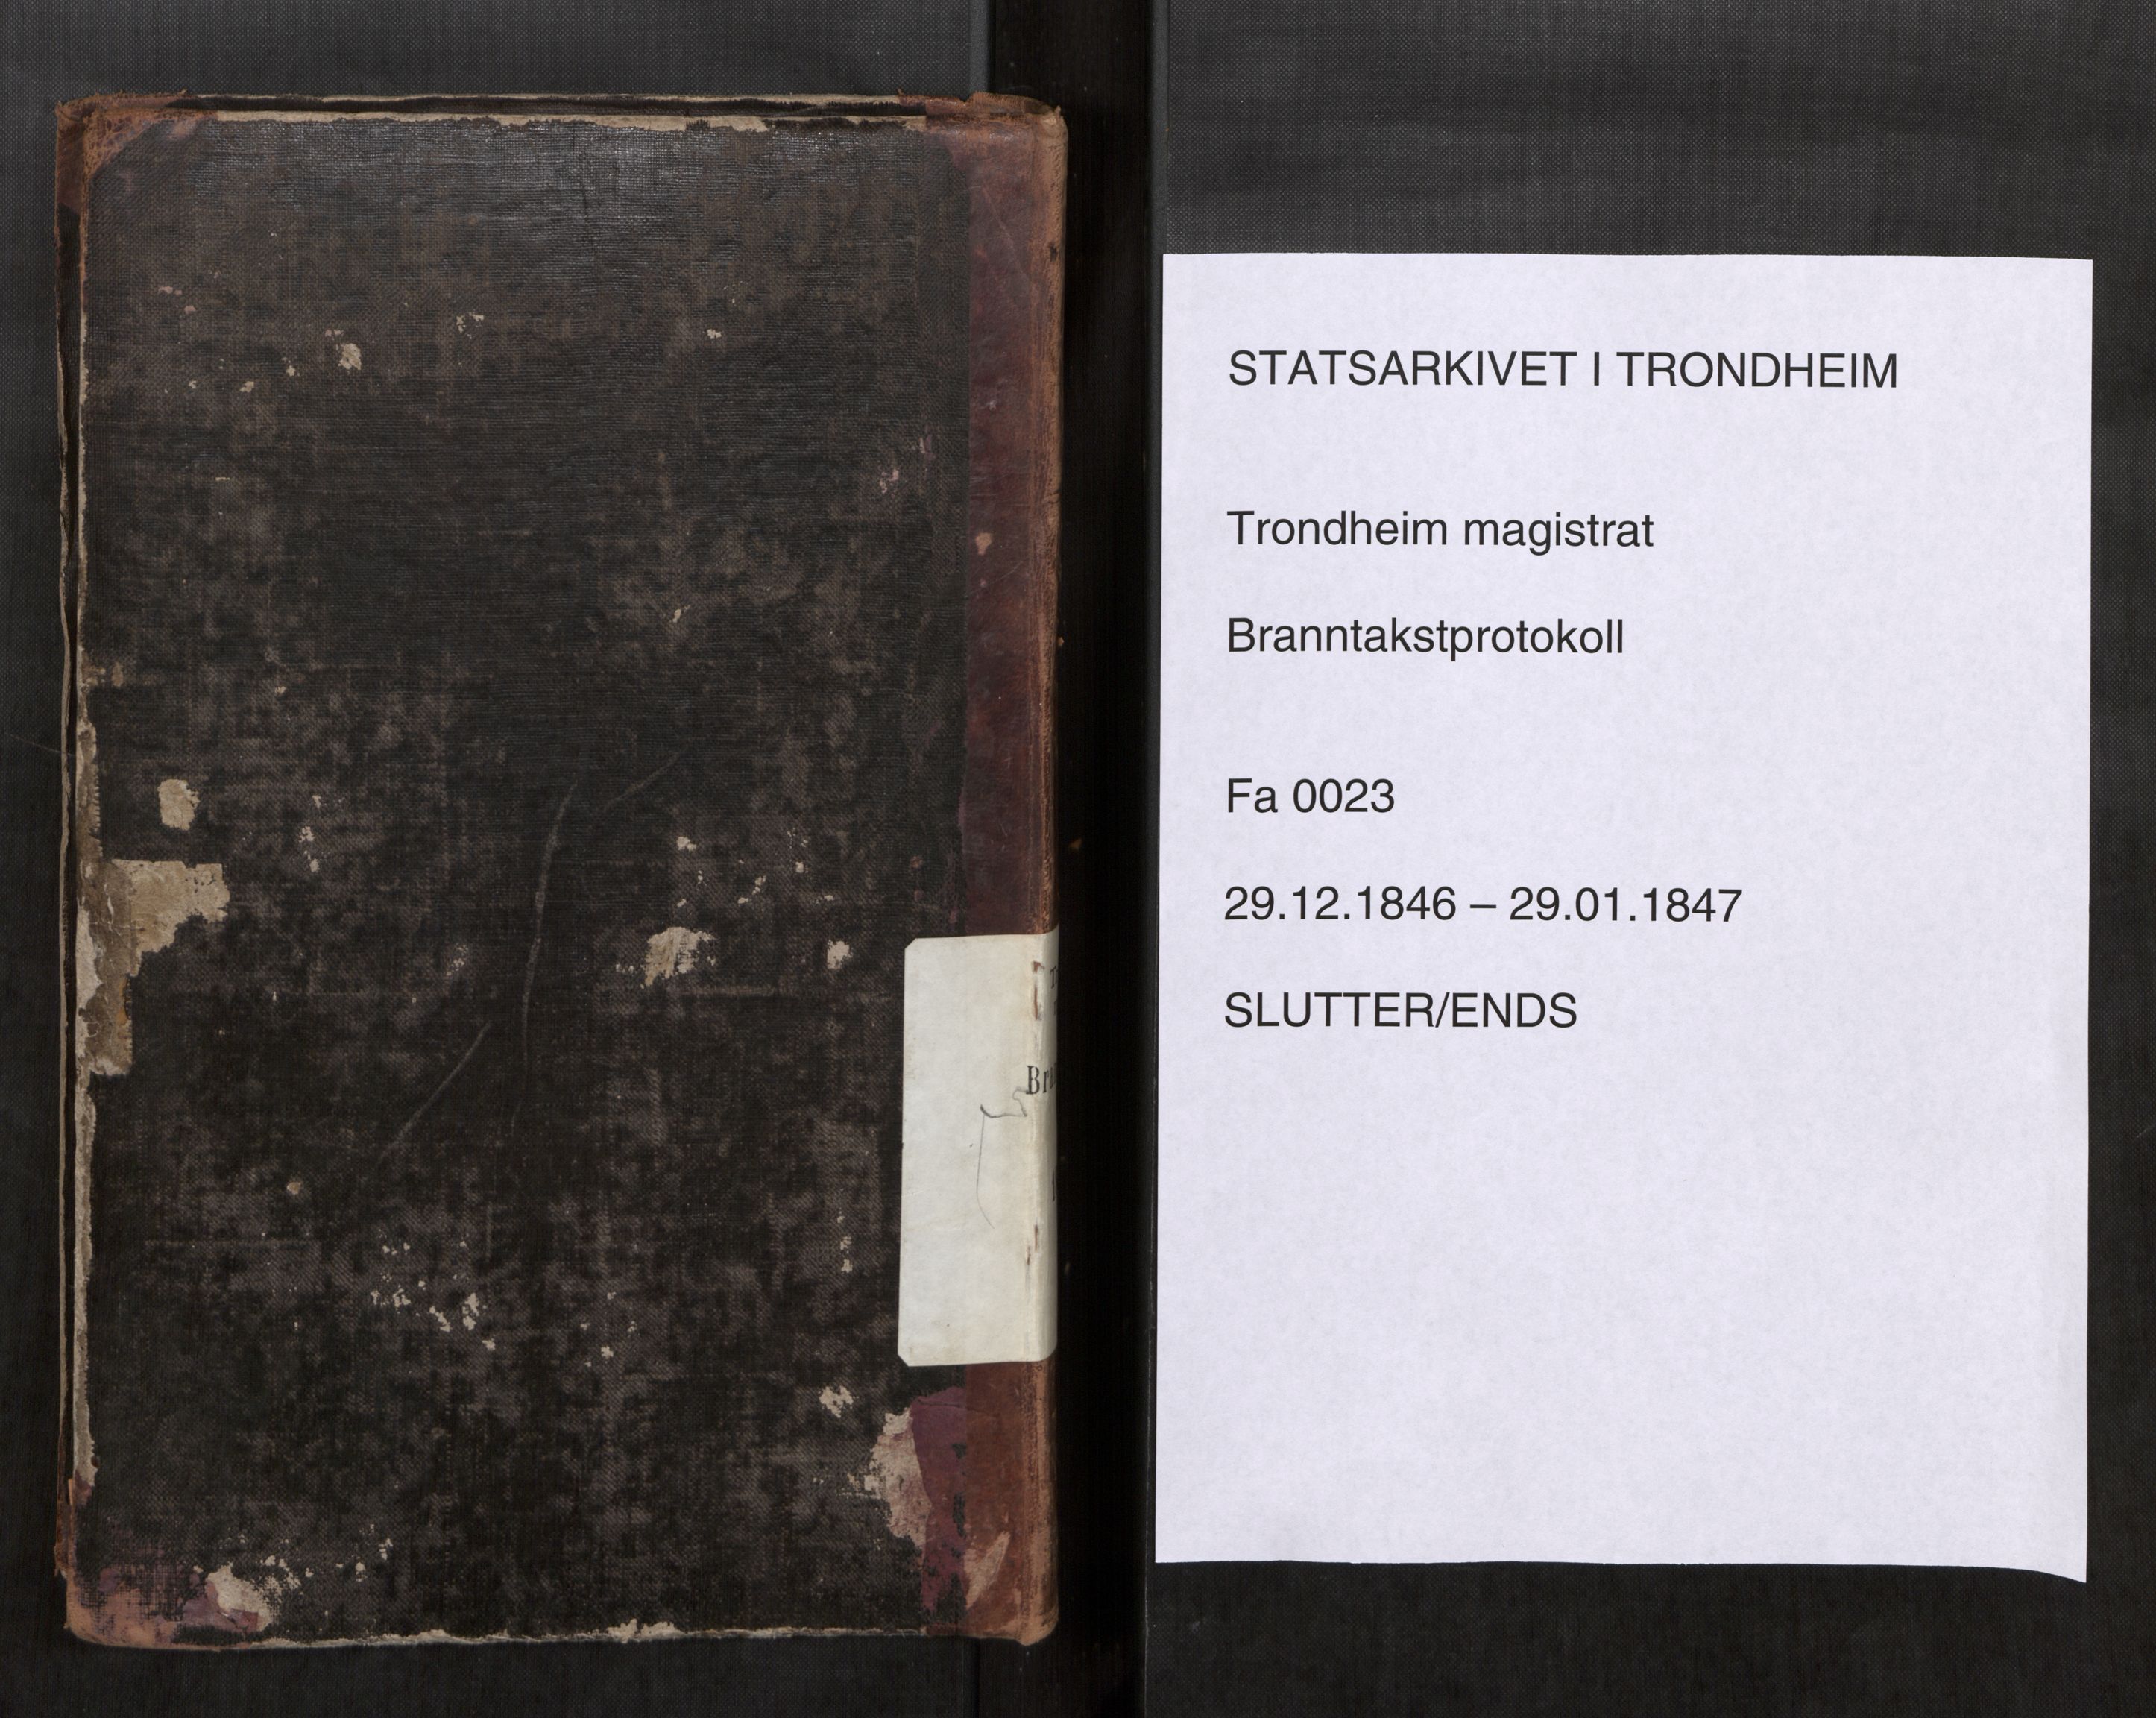 STATSARKIVET I TRONDHEIM
Trondheim magistrat
Branntakstprotokoll
Fa 0023
29.12.1846 – 29.01.1847
SLUTTER/ENDS